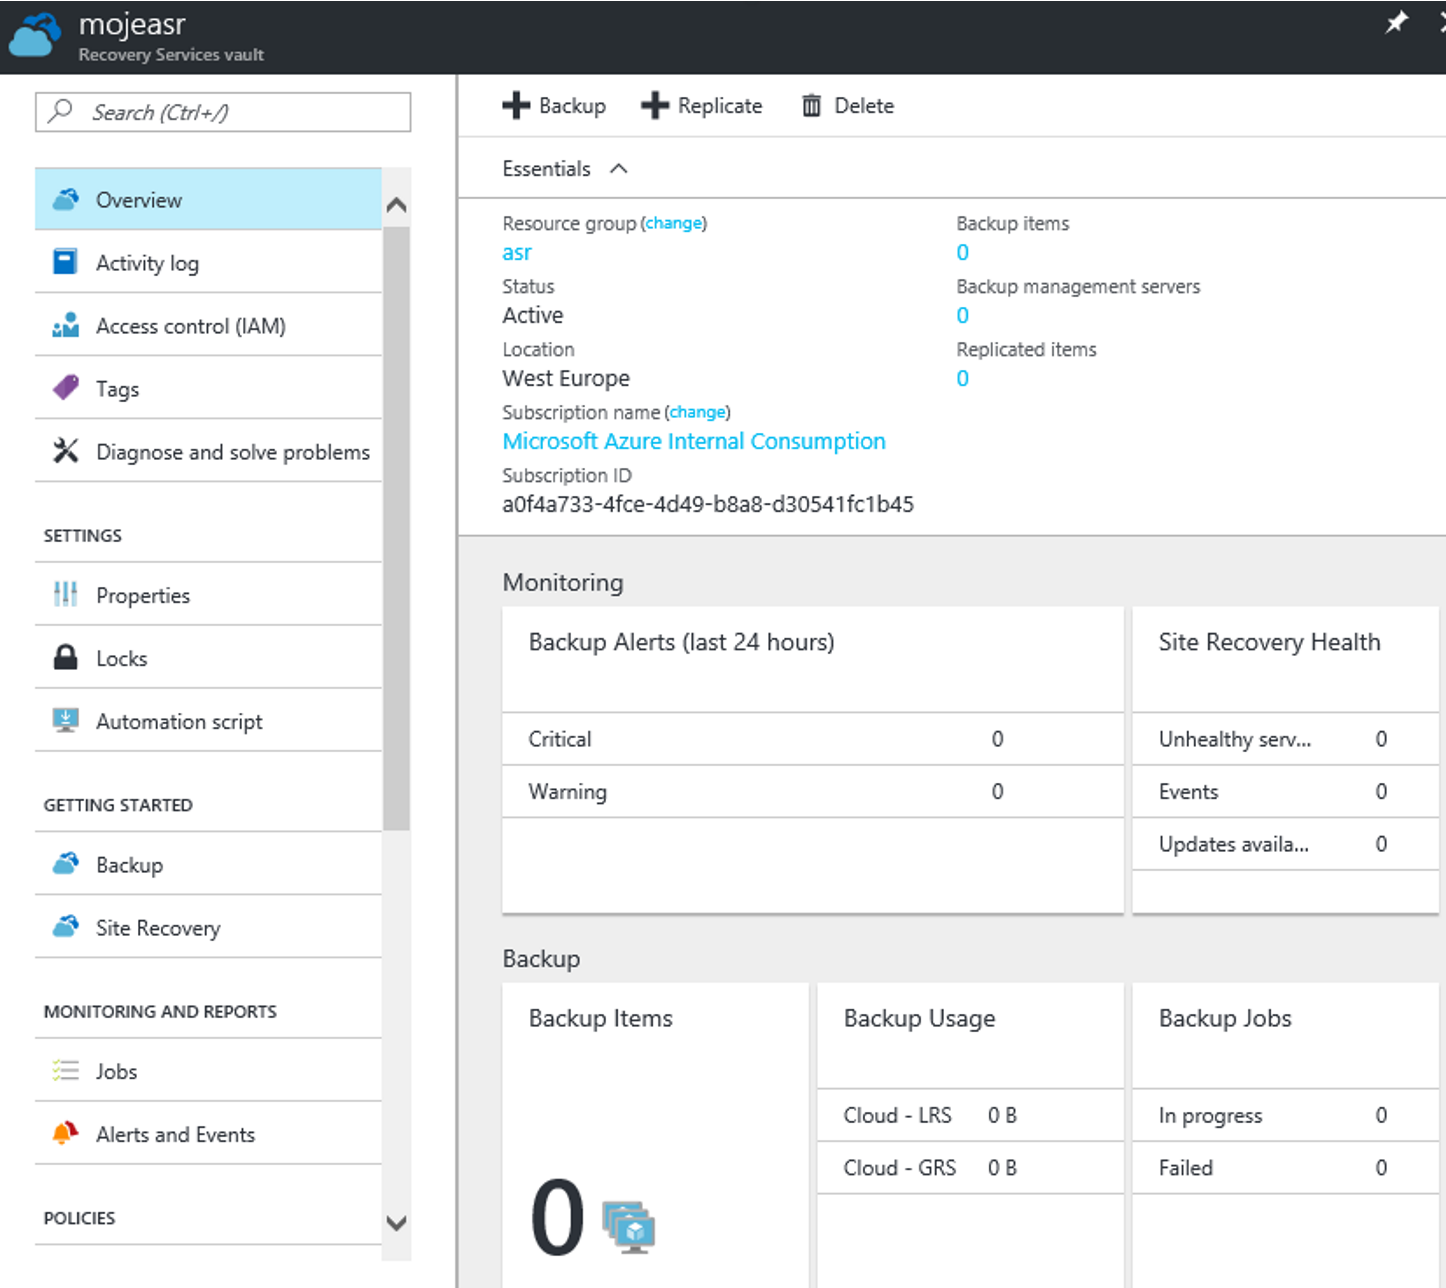 mojeasr
Recovery Services vault
Search (Ctrl+/)
Overview
Activity log
Access control (IAM)
Tags
Diagnose and solve problems
SETTINGS
Properties
Locks
Automation script
GETTING STARTED
Backup
Site Recovery
MONITORING AND REPORTS
Jobs
Alerts and Events
POLICIES
Backup Replicate Delete
Essentials
Resource group (change)
asr
Status
Active
Location
West Europe
Subscription name (change)
Microsoft Azure Internal Consumption
Subscription ID
a0f4a733-4fce-4d49-b8a8-d30541fc1b45
Backup items
0
Backup management servers
0
Replicated items
0
Monitoring
Backup Alerts (last 24 hours)
Critical 0
Warning 0
Site Recovery Health
Unhealthy serv... 0
Events 0
Updates availa... 0
Backup
Backup Items
0
Backup Usage
Cloud - LRS 0 B
Cloud - GRS 0 B
Backup Jobs
In progress 0
Failed 0